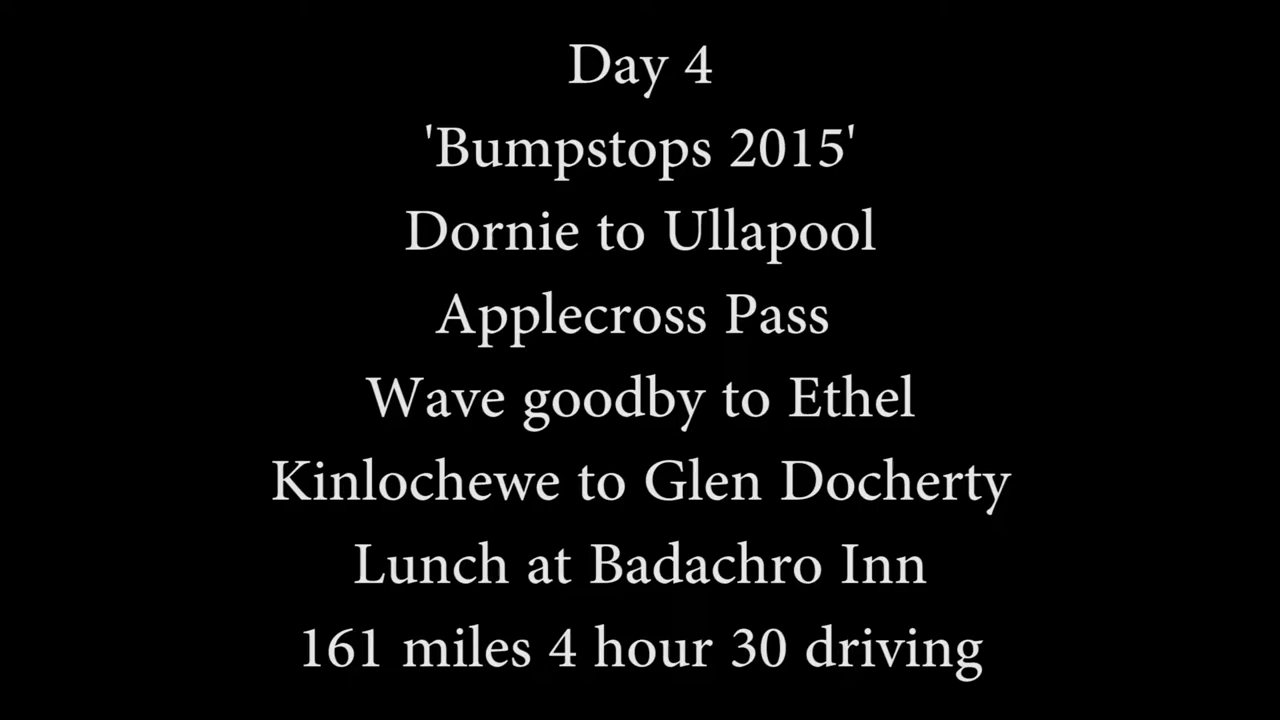 Day 4
'Bumpstops 2015'
Dornie to Ullapool
Applecross Pass
Wave goodby to Ethel
Kinlochewe to Glen Docherty
Lunch at Badachro Inn
161 miles 4 hour 30 driving